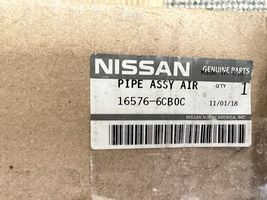 NISSAN GENUINE PARTS
PIPE ASSY AIR QTY 1
16576-6CB0C 11/01/18
NISSAN NORTH AMERICA, INC.